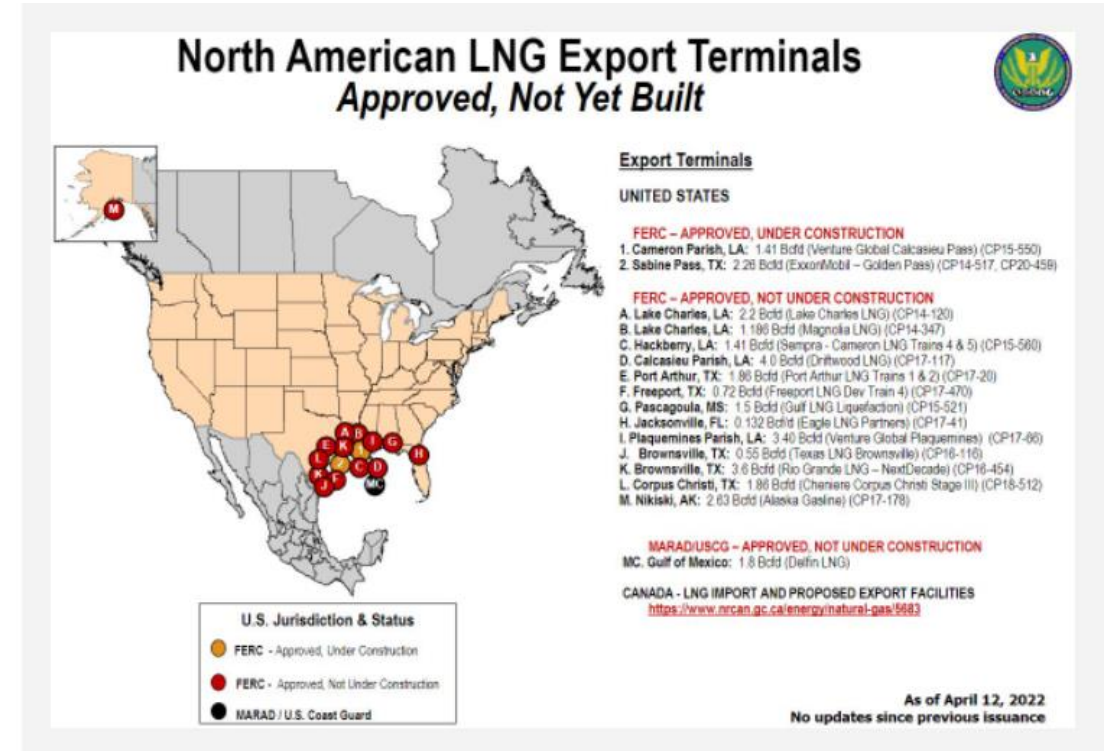 North American LNG Export Terminals
Approved, Not Yet Built
Export Terminals
UNITED STATES
FERC – APPROVED, UNDER CONSTRUCTION
1. Cameron Parish, LA: 1.41 Bcfd (Venture Global Calcasieu Pass) (CP15-550)
2. Sabine Pass, TX: 2.26 Bcfd (ExxonMobil – Golden Pass) (CP14-517, CP20-459)
FERC – APPROVED, NOT UNDER CONSTRUCTION
A. Lake Charles, LA: 2.2 Bcfd (Lake Charles LNG) (CP14-120)
B. Lake Charles, LA: 1.186 Bcfd (Magnolia LNG) (CP14-347)
C. Hackberry, LA: 1.41 Bcfd (Sempra - Cameron LNG Trains 4 & 5) (CP15-560)
D. Calcasieu Parish, LA: 4.0 Bcfd (Driftwood LNG) (CP17-117)
E. Port Arthur, TX: 1.86 Bcfd (Port Arthur LNG Trains 1 & 2) (CP17-20)
F. Freeport, TX: 0.72 Bcfd (Freeport LNG Dev Train 4) (CP17-470)
G. Pascagoula, MS: 1.5 Bcfd (Gulf LNG Liquefaction) (CP15-521)
H. Jacksonville, FL: 0.132 Bcf/d (Eagle LNG Partners) (CP17-41)
I. Plaquemines Parish, LA: 3.40 Bcfd (Venture Global Plaquemines) (CP17-66)
J. Brownsville, TX: 0.55 Bcfd (Texas LNG Brownsville) (CP16-116)
K. Brownsville, TX: 3.6 Bcfd (Rio Grande LNG – NextDecade) (CP16-454)
L. Corpus Christi, TX: 1.86 Bcfd (Cheniere Corpus Christi Stage III) (CP18-512)
M. Nikiski, AK: 2.63 Bcfd (Alaska Gasline) (CP17-178)
MARAD/USCG – APPROVED, NOT UNDER CONSTRUCTION
MC. Gulf of Mexico: 1.8 Bcfd (Delfin LNG)
CANADA - LNG IMPORT AND PROPOSED EXPORT FACILITIES
https://www.nrcan.gc.ca/energy/natural-gas/5683
M
A B
E K 1 I G
L 2 C D H
K F MC
J
U.S. Jurisdiction & Status
FERC - Approved, Under Construction
FERC - Approved, Not Under Construction
MARAD / U.S. Coast Guard
As of April 12, 2022
No updates since previous issuance